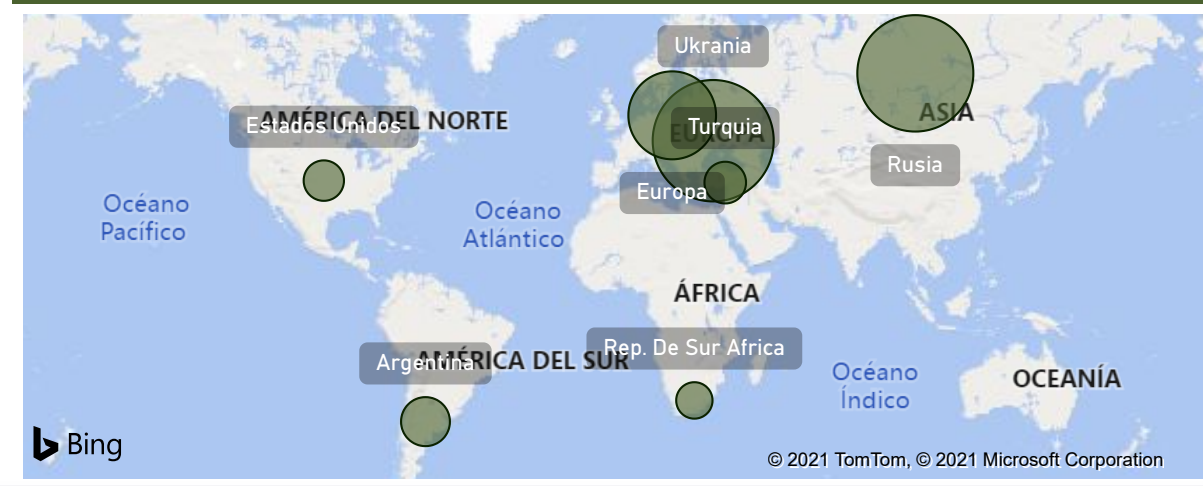 Ukrania
AMÉRICA DEL NORTE
Estados Unidos
EUROPA
Turquia
ASIA
Rusia
Europa
Océano
Pacífico
Océano
Atlántico
ÁFRICA
Rep. De Sur Africa
AMÉRICA DEL SUR
Argentina
Océano
Índico
OCEANÍA
Bing
© 2021 TomTom, © 2021 Microsoft Corporation